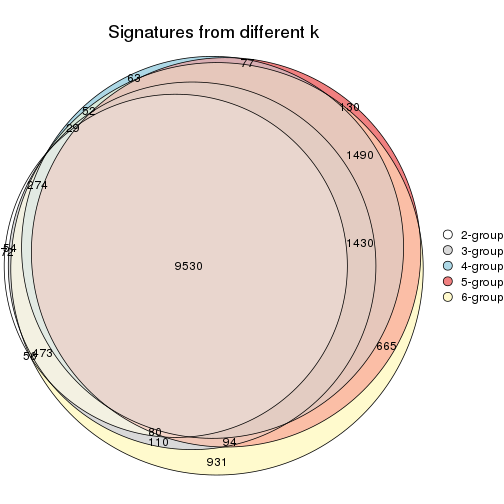 Signatures from different k
77
63
130
52
29
1490
274
2-group
3-group
54
1430
72
4-group
9530
5-group
6-group
665
473
80
110
94
931